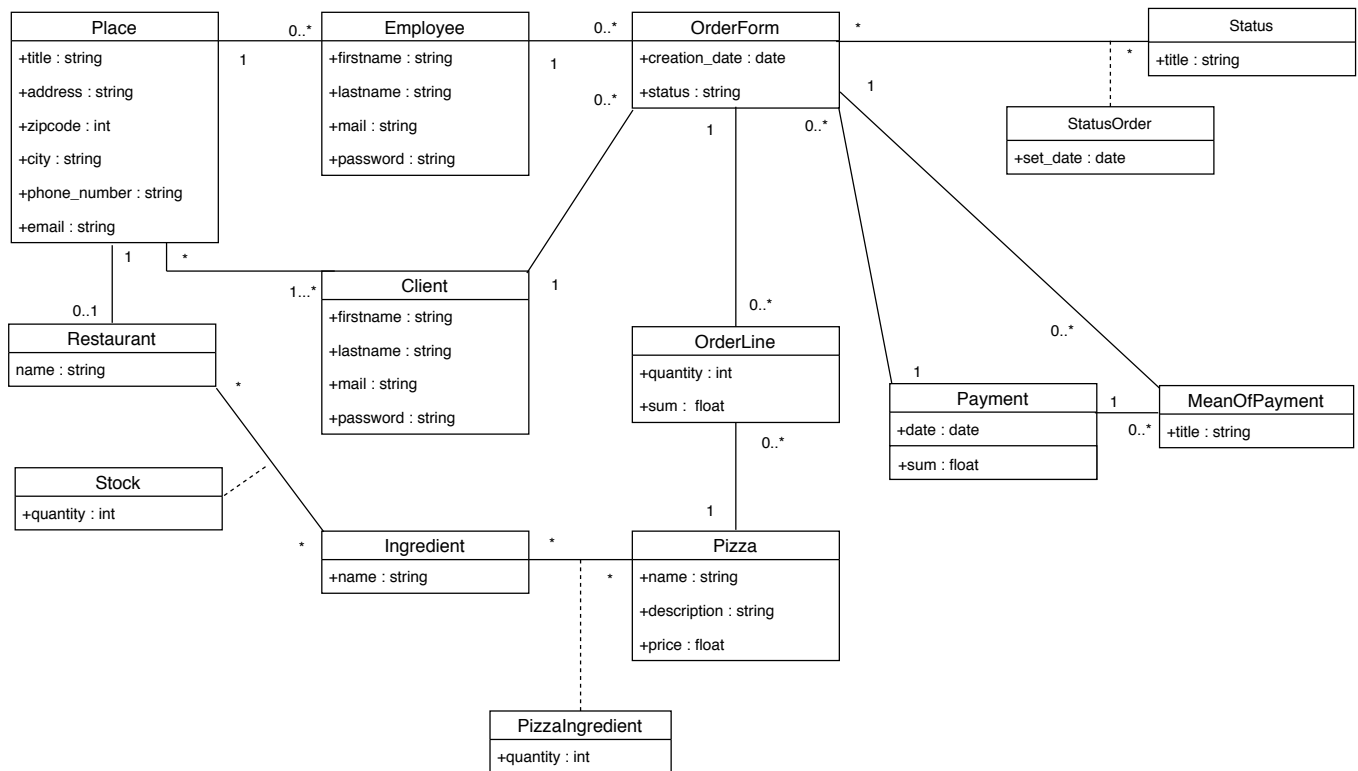 Place
+title : string
+address : string
+zipcode : int
+city : string
+phone_number : string
+email : string
0..*
1
Employee
+firstname : string
+lastname : string
+mail : string
+password : string
0..*
1
OrderForm
+creation_date : date
+status : string
*
*
Status
+title : string
StatusOrder
+set_date : date
0..*
1
0..*
1
1
*
1...*
1
0..1
Client
+firstname : string
+lastname : string
+mail : string
+password : string
Restaurant
name : string
*
0..*
OrderLine
+quantity : int
+sum : float
0..*
1
0..*
1
Payment
+date : date
+sum : float
1
0..*
MeanOfPayment
+title : string
Stock
+quantity : int
*
Ingredient
+name : string
*
*
1
Pizza
+name : string
+description : string
+price : float
PizzaIngredient
+quantity : int